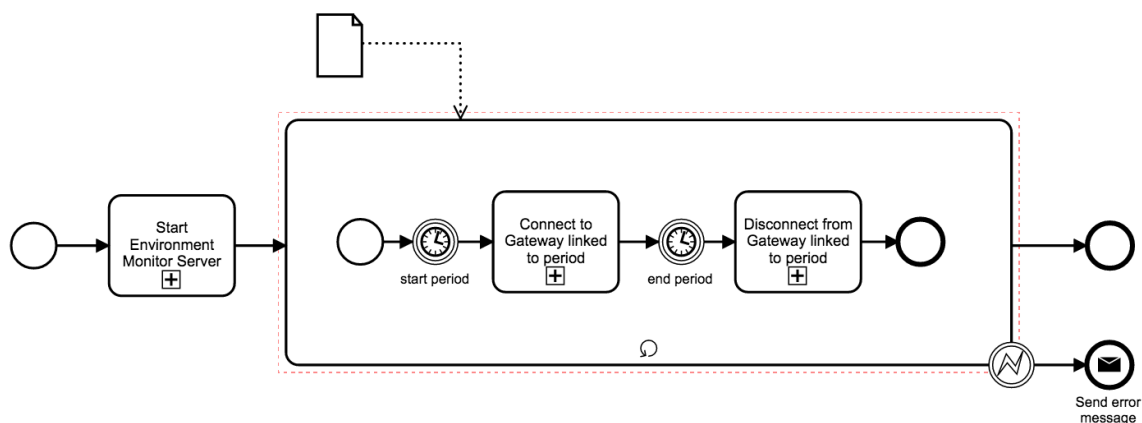 Start
Environment
Monitor Server
start period
Connect to
Gateway linked
to period
end period
Disconnect from
Gateway linked
to period
Send error
message